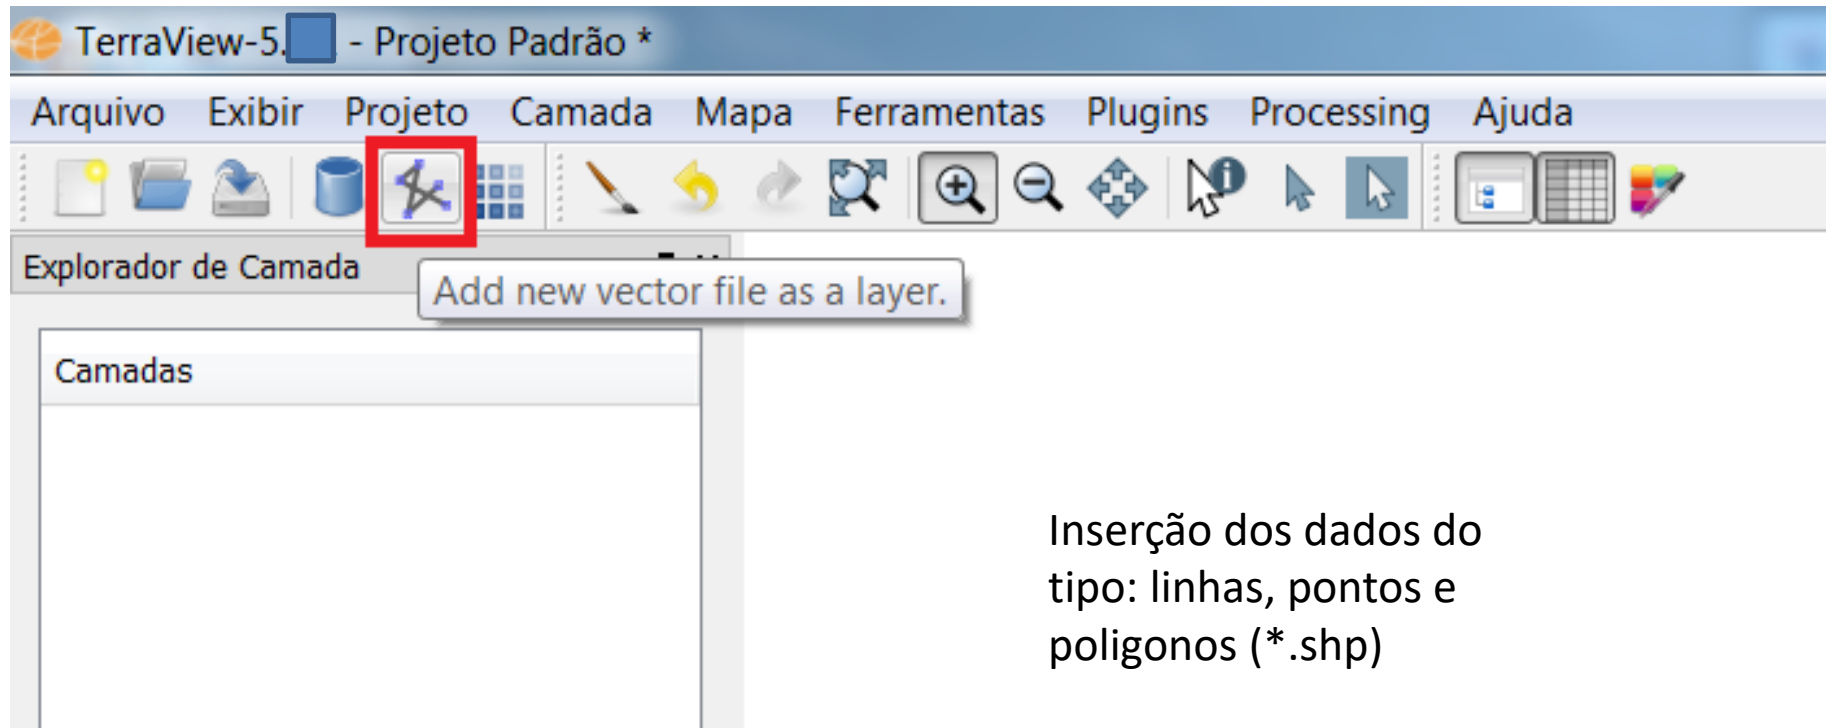 TerraView-5. - Projeto Padrão *
Arquivo Exibir Projeto Camada Mapa Ferramentas Plugins Processing Ajuda
Explorador de Camada
Add new vector file as a layer.
Camadas
Inserção dos dados do
tipo: linhas, pontos e
poligonos (*.shp)